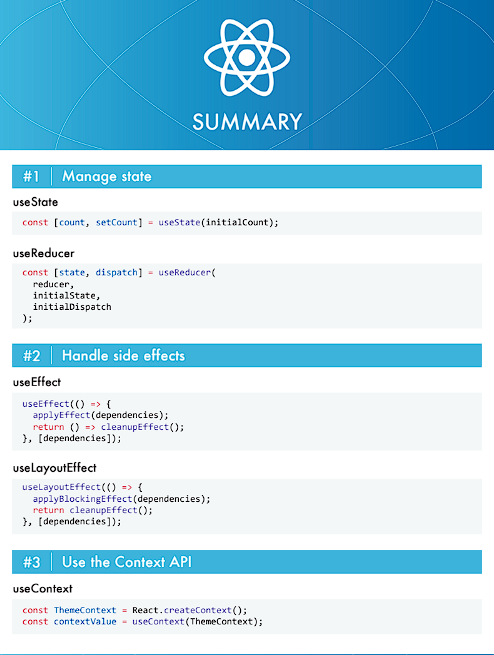 SUMMARY
#1 Manage state
useState
const [count, setCount] = useState(initialCount);
useReducer
const [state, dispatch] = useReducer(
reducer,
initialState,
initialDispatch
);
#2 Handle side effects
useEffect
useEffect(() => {
applyEffect(dependencies);
return () => cleanupEffect();
}, [dependencies]);
useLayoutEffect
useLayoutEffect(() => {
applyBlockingEffect(dependencies);
return cleanupEffect();
}, [dependencies]);
#3 Use the Context API
useContext
const ThemeContext = React.createContext();
const contextValue = useContext(ThemeContext);